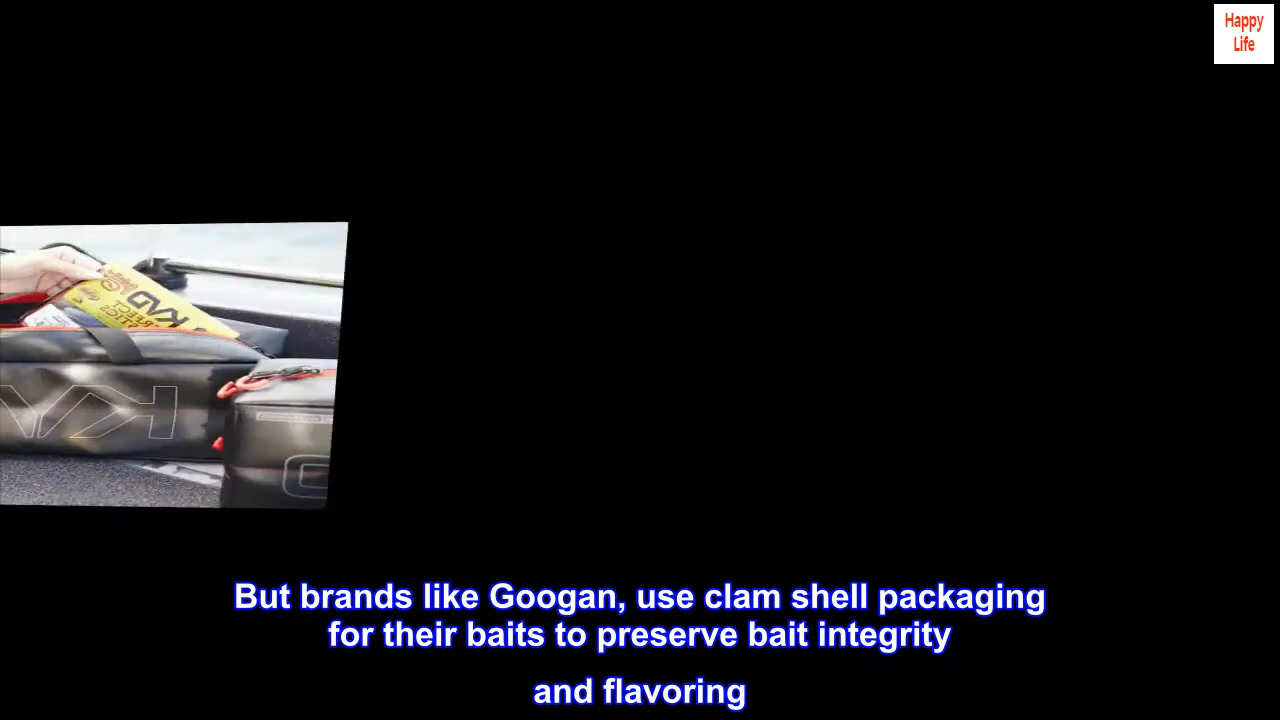 Happy
Life
But brands like Googan, use clam shell packaging
for their baits to preserve bait integrity
and flavoring